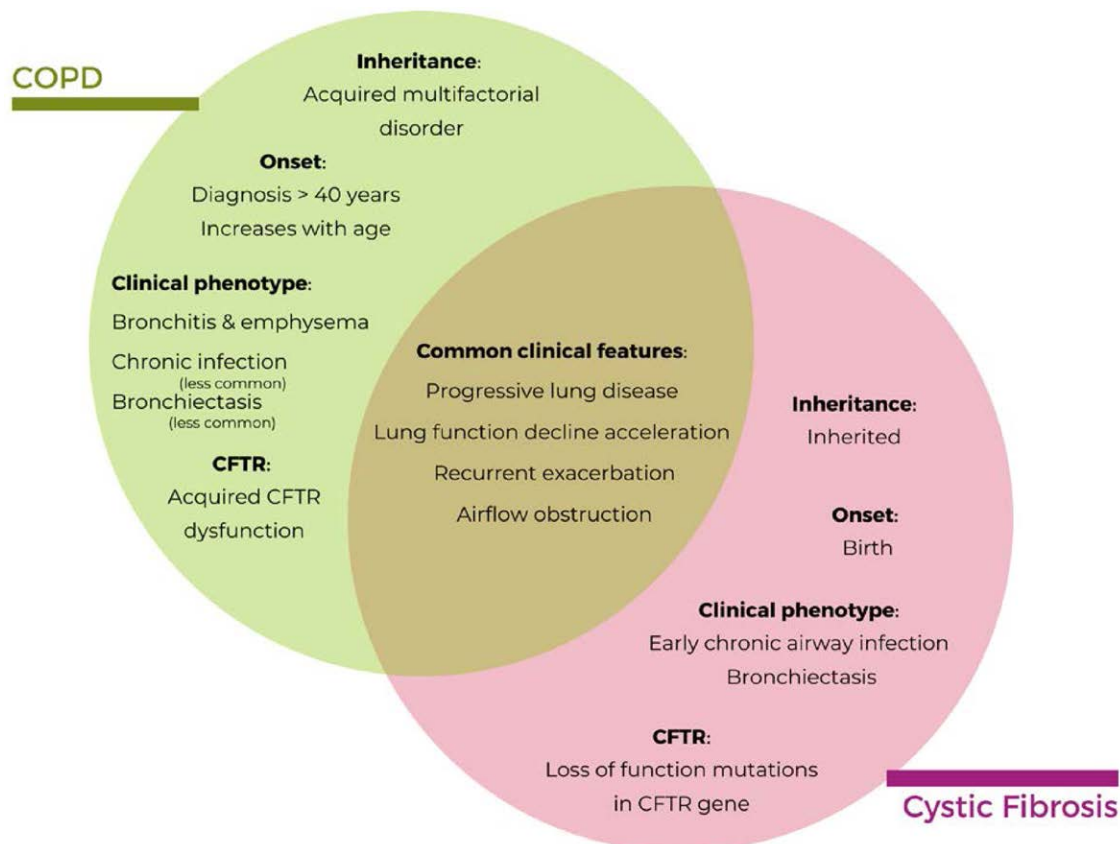 COPD
Inheritance:
Acquired multifactorial
disorder
Onset:
Diagnosis > 40 years
Increases with age
Clinical phenotype:
Bronchitis & emphysema
Chronic infection
(less common)
Bronchiectasis
(less common)
CFTR:
Acquired CFTR
dysfunction
Common clinical features:
Progressive lung disease
Lung function decline acceleration
Recurrent exacerbation
Airflow obstruction
Inheritance:
Inherited
Onset:
Birth
Clinical phenotype:
Early chronic airway infection
Bronchiectasis
CFTR:
Loss of function mutations
in CFTR gene
Cystic Fibrosis